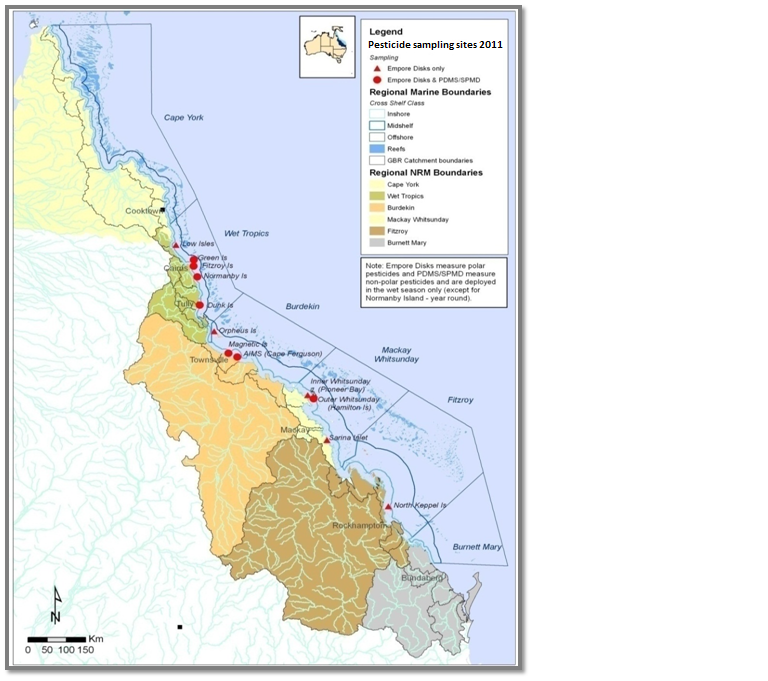 Legend
Pesticide sampling sites 2011
Sampling
Empore Disks only
Empore Disks & PDMS/SPMD
Regional Marine Boundaries
Cross Shelf Class
Inshore
Midshelf
Offshore
Reefs
GBR Catchment boundaries
Regional NRM Boundaries
Cape York
Wet Tropics
Burdekin
Mackay Whitsunday
Fitzroy
Burnett Mary
Note: Empore Disks measure polar
pesticides and PDMS/SPMD measure
non-polar pesticides and are deployed
in the wet season only (except for
Normanby Island - year round).
Cape York
Cooktown
Wet Tropics
Low Isles
Green Is
Cairns
Fitzroy Is
Normanby Is
Tully
Dunk Is
Burdekin
Orpheus Is
Magnetic Is
AIMS (Cape Ferguson)
Townsville
Mackay
Whitsunday
Inner Whitsunday
(Pioneer Bay)
Outer Whitsunday
(Hamilton Is)
Fitzroy
Mackay
Sarina Inlet
North Keppel Is
Rockhampton
Burnett Mary
Bundaberg
N
Km
0 50 100 150